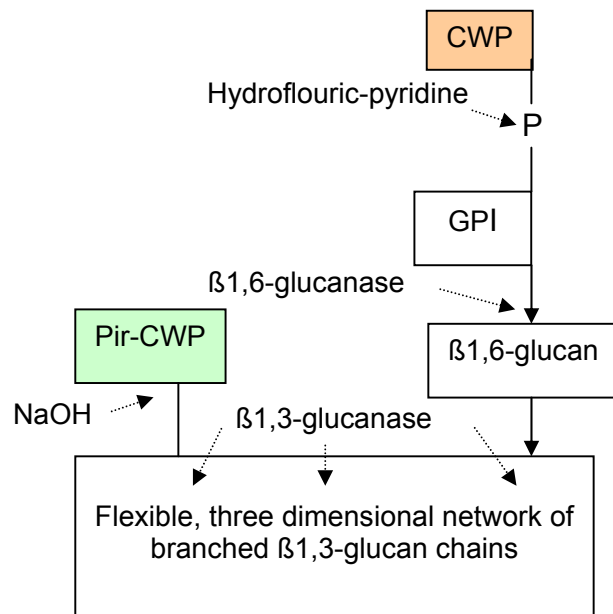 CWP
Hydroflouric-pyridine
P
GPI
ß1,6-glucanase
Pir-CWP
ß1,6-glucan
NaOH
ß1,3-glucanase
Flexible, three dimensional network of
branched ß1,3-glucan chains